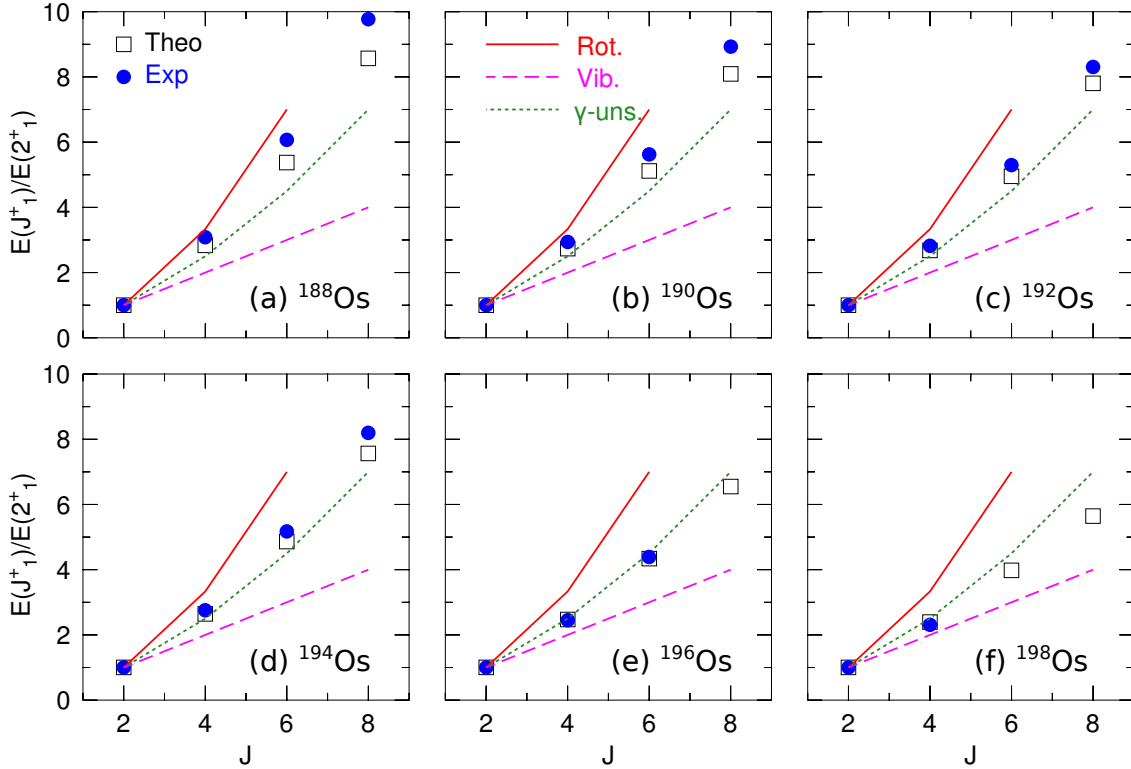 10
8
6
4
2
0
E(J⁺₁)/E(2⁺₁)
Theo
Exp
(a) ¹⁸⁸Os
Rot.
Vib.
γ-uns.
(b) ¹⁹⁰Os
(c) ¹⁹²Os
10
8
6
4
2
0
E(J⁺₁)/E(2⁺₁)
(d) ¹⁹⁴Os
(e) ¹⁹⁶Os
(f) ¹⁹⁸Os
2 4 6 8
2 4 6 8
2 4 6 8
J
J
J